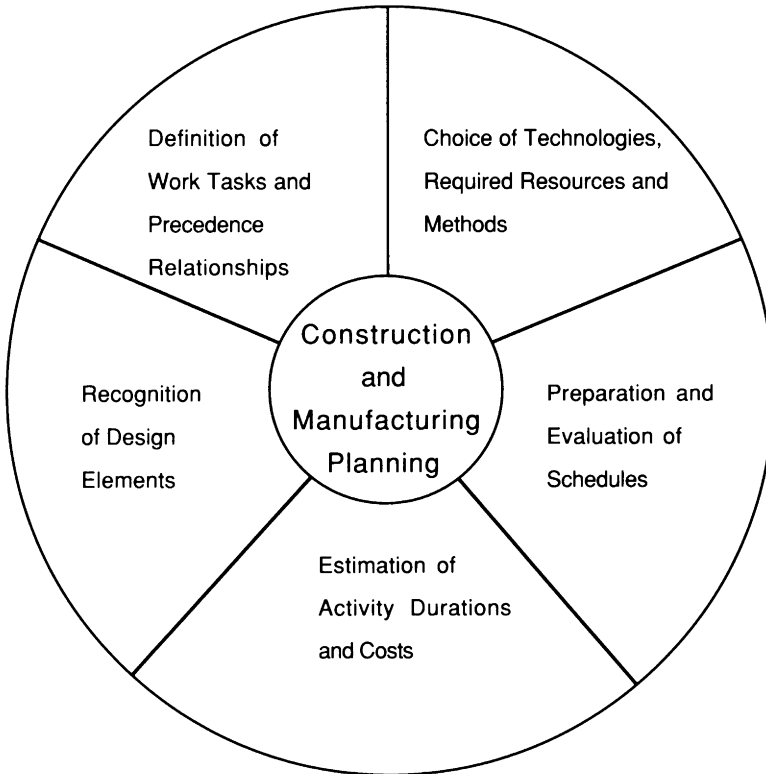 Definition of
Work Tasks and
Precedence
Relationships
Choice of Technologies,
Required Resources and
Methods
Construction
and
Manufacturing
Planning
Recognition
of Design
Elements
Preparation and
Evaluation of
Schedules
Estimation of
Activity Durations
and Costs